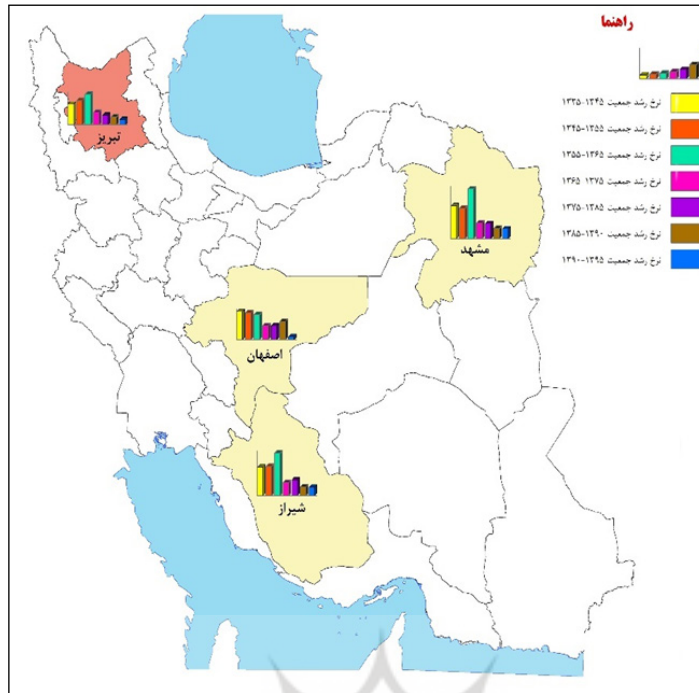 راهنما
نرخ رشد جمعیت ۱۳۴۵-۱۳۳۵
نرخ رشد جمعیت ۱۳۵۵-۱۳۴۵
نرخ رشد جمعیت ۱۳۶۵-۱۳۵۵
نرخ رشد جمعیت ۱۳۷۵-۱۳۶۵
نرخ رشد جمعیت ۱۳۸۵-۱۳۷۵
نرخ رشد جمعیت ۱۳۹۰-۱۳۸۵
نرخ رشد جمعیت ۱۳۹۵-۱۳۹۰
تبریز
مشهد
اصفهان
شیراز